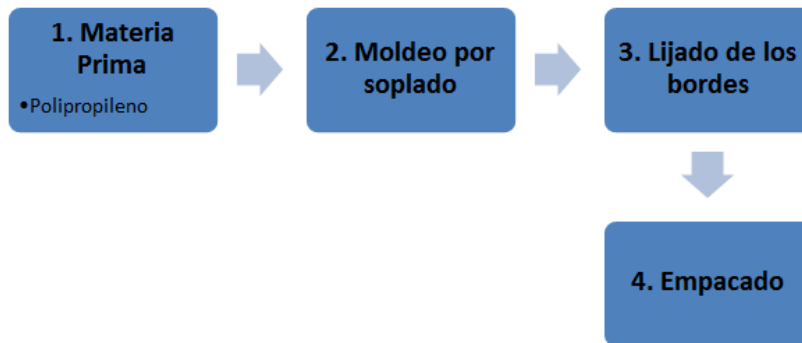 1. Materia
Prima
•Polipropileno
2. Moldeo por
soplado
3. Lijado de los
bordes
4. Empacado